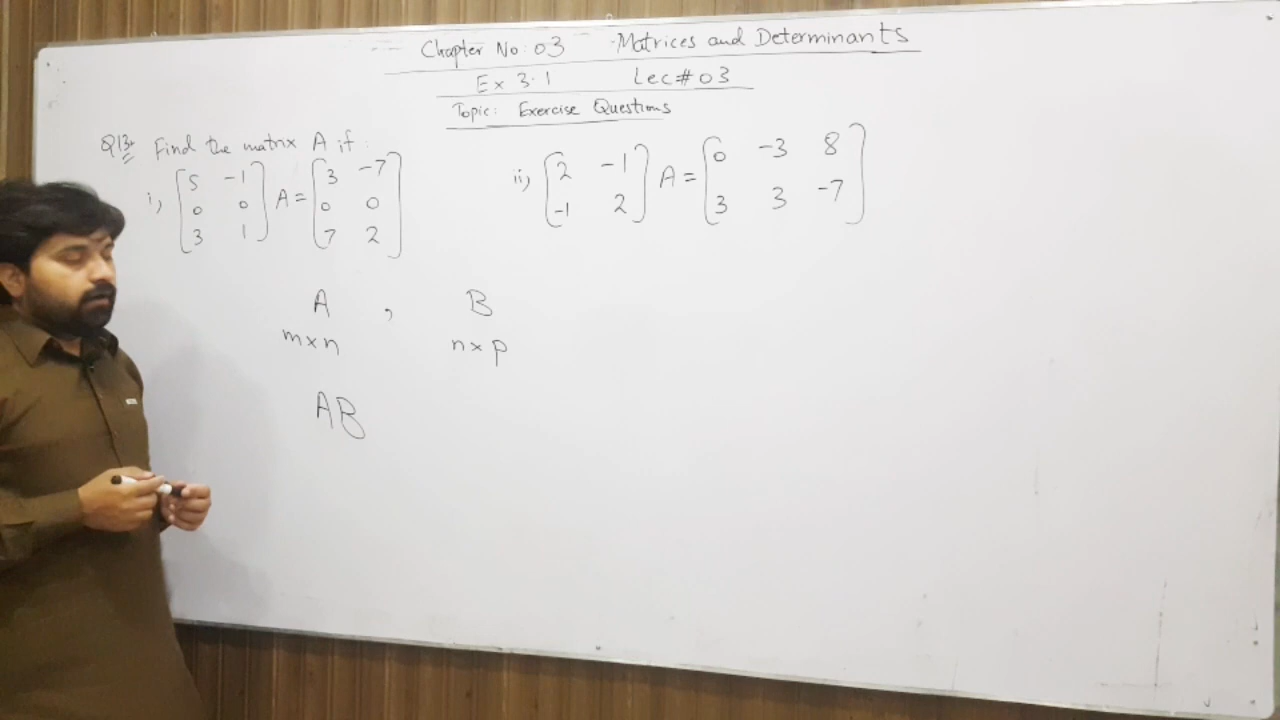 Chapter No: 03 Matrices and Determinants
Ex 3.1 Lec# 03
Topic: Exercise Questions
Q13: Find the matrix A if :
i, [5 -1; 0 0; 3 1] A = [3 -7; 0 0; 7 2]
ii, [2 -1; -1 2] A = [0 -3 8; 3 3 -7]
A , B
m×n n×p
AB